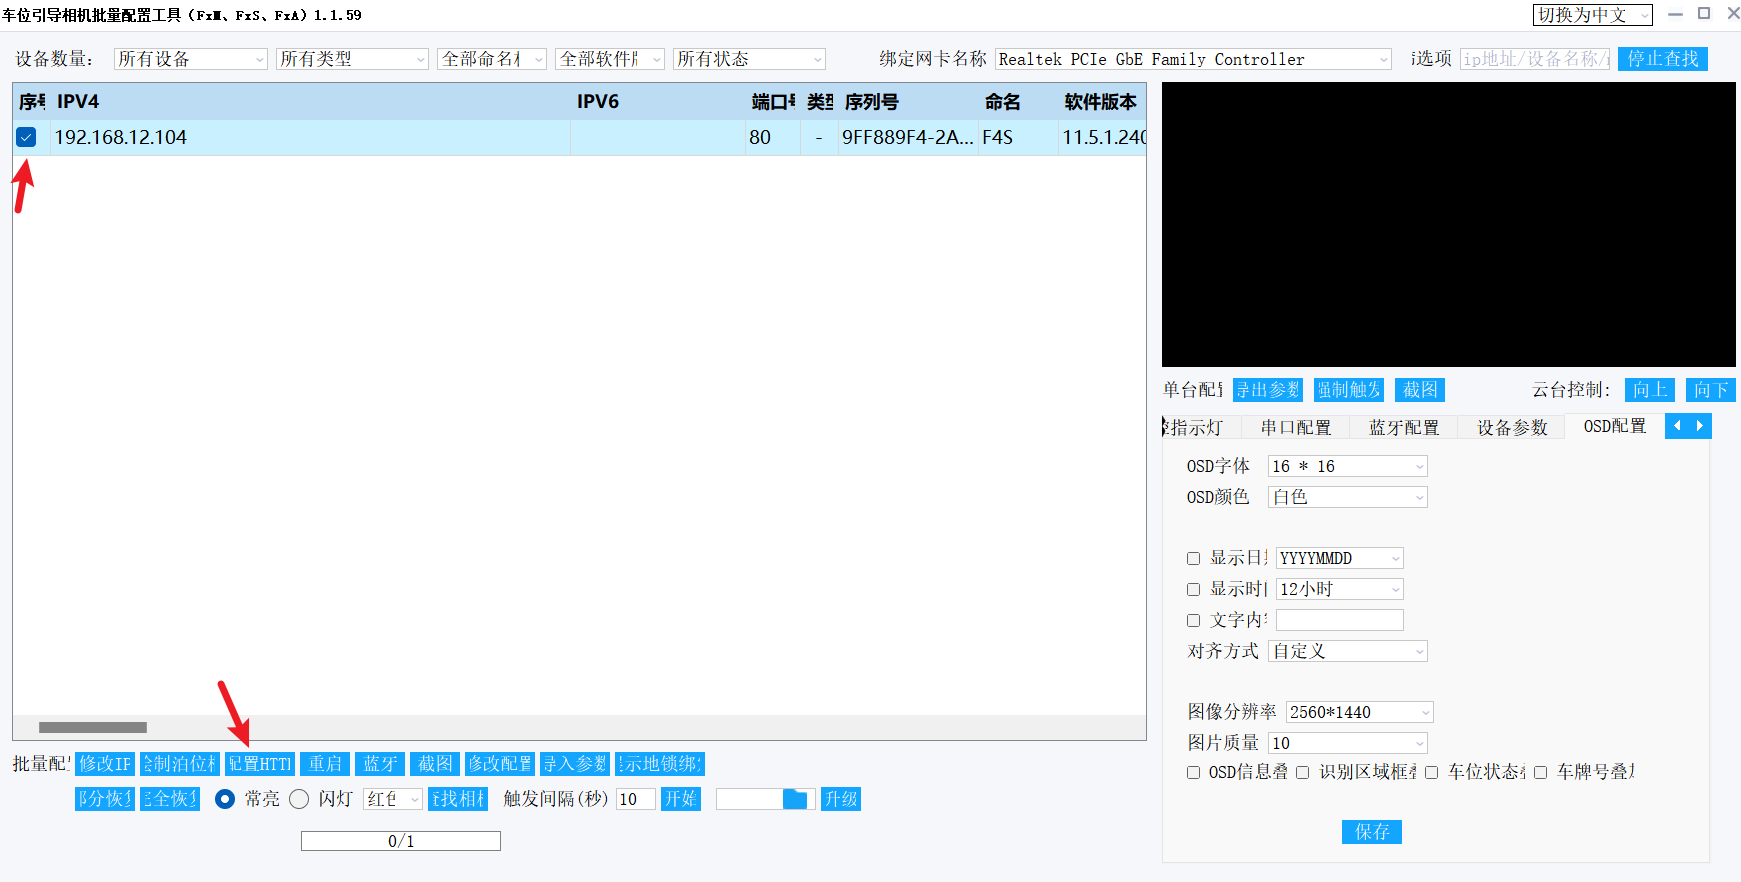 车位引导相机批量配置工具（FxM、FxS、FxA）1.1.59
切换为中文
设备数量：
所有设备
所有类型
全部命名
全部软件
所有状态
绑定网卡名称
Realtek PCIe GbE Family Controller
选项
ip地址/设备名称/
停止查找
序号 IPV4 IPV6 端口号 类型 序列号 命名 软件版本
192.168.12.104 80 - 9FF889F4-2A... F4S 11.5.1.240
单台配置
导出参数
强制触发
截图
云台控制：
向上
向下
指示灯
串口配置
蓝牙配置
设备参数
OSD配置
OSD字体 16 * 16
OSD颜色 白色
显示日期 YYYYMMDD
显示时间 12小时
文字内容
对齐方式 自定义
图像分辨率 2560*1440
图片质量 10
OSD信息叠
识别区域框叠
车位状态叠
车牌号叠加
保存
批量配置
修改IP
绘制泊位框
配置HTTP
重启
蓝牙
截图
修改配置
导入参数
显示地锁绑定
部分恢复
完全恢复
常亮
闪灯
红色
查找相机
触发间隔(秒) 10
开始
升级
0/1